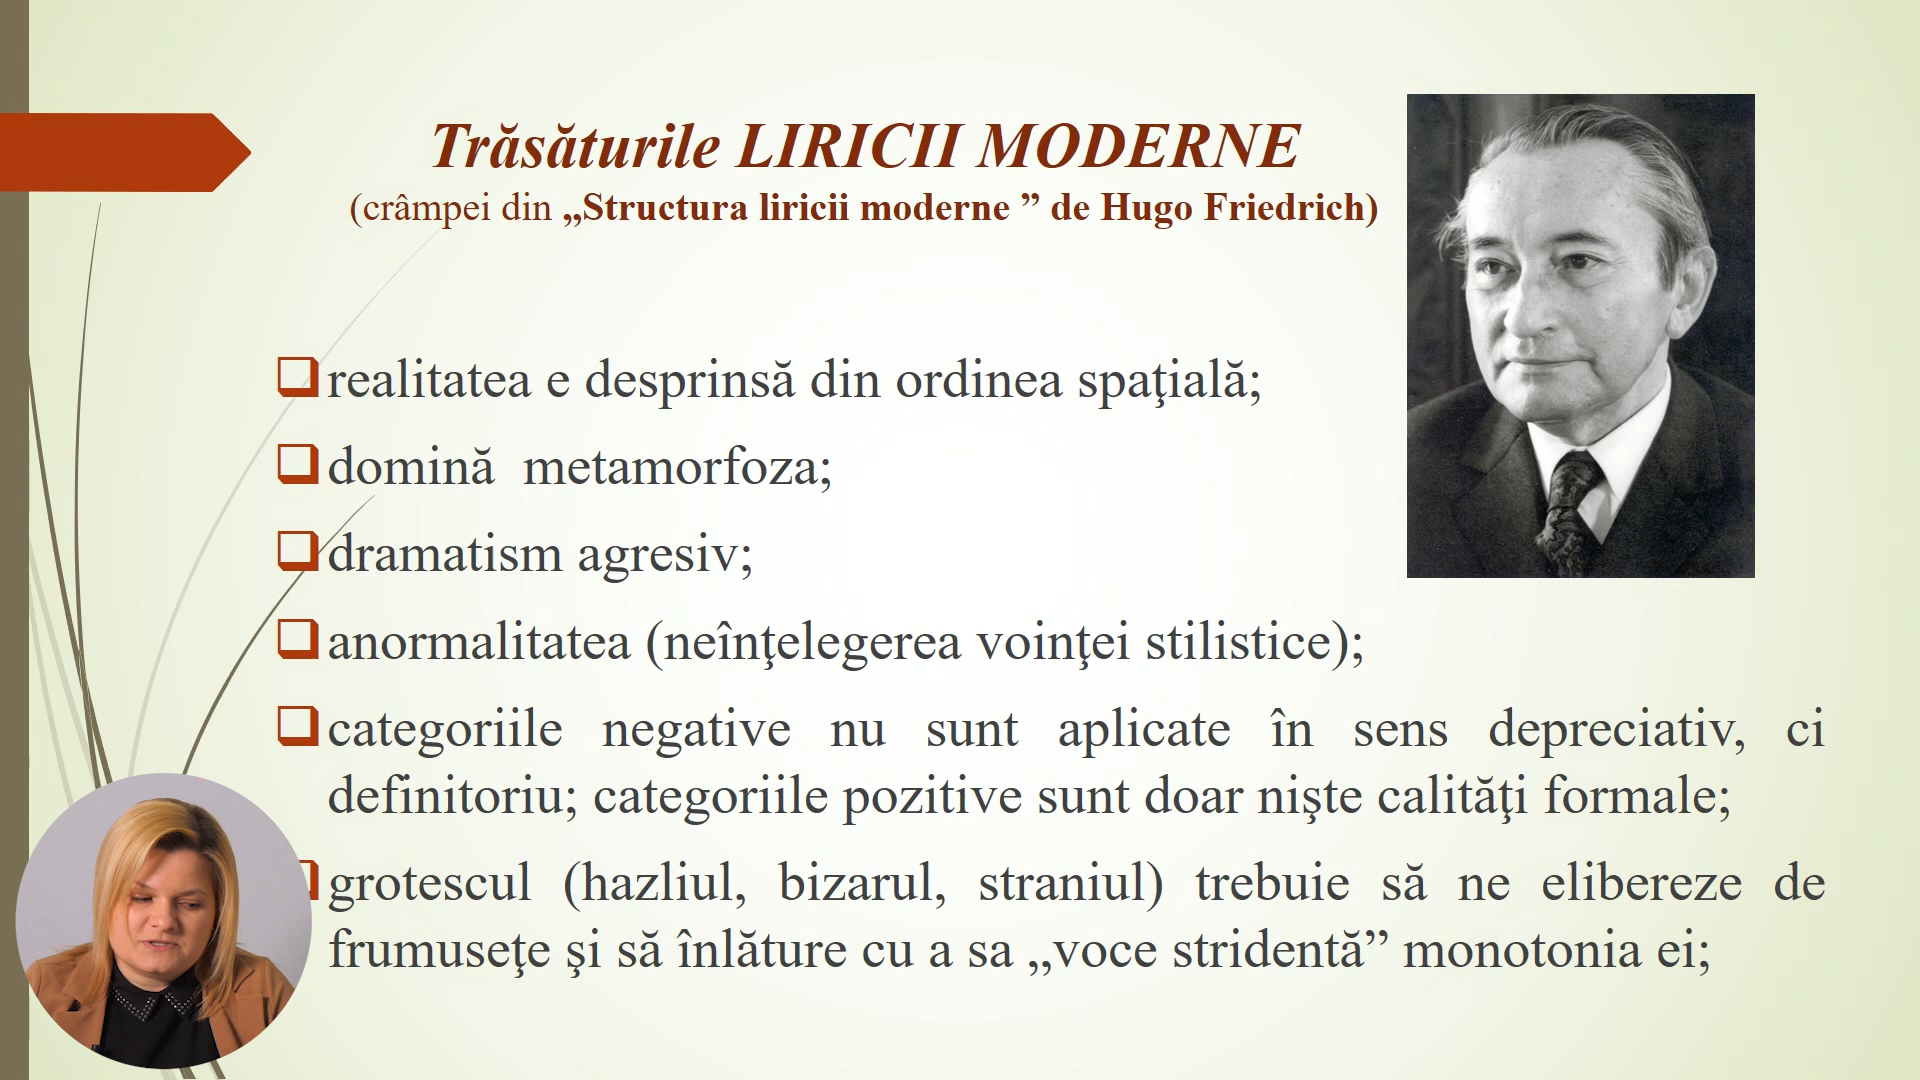 Trăsăturile LIRICII MODERNE
(crâmpei din „Structura liricii moderne ” de Hugo Friedrich)
realitatea e desprinsă din ordinea spaţială;
domină metamorfoza;
dramatism agresiv;
anormalitatea (neînţelegerea voinţei stilistice);
categoriile negative nu sunt aplicate în sens depreciativ, ci
definitoriu; categoriile pozitive sunt doar nişte calităţi formale;
grotescul (hazliul, bizarul, straniul) trebuie să ne elibereze de
frumuseţe şi să înlăture cu a sa „voce stridentă” monotonia ei;